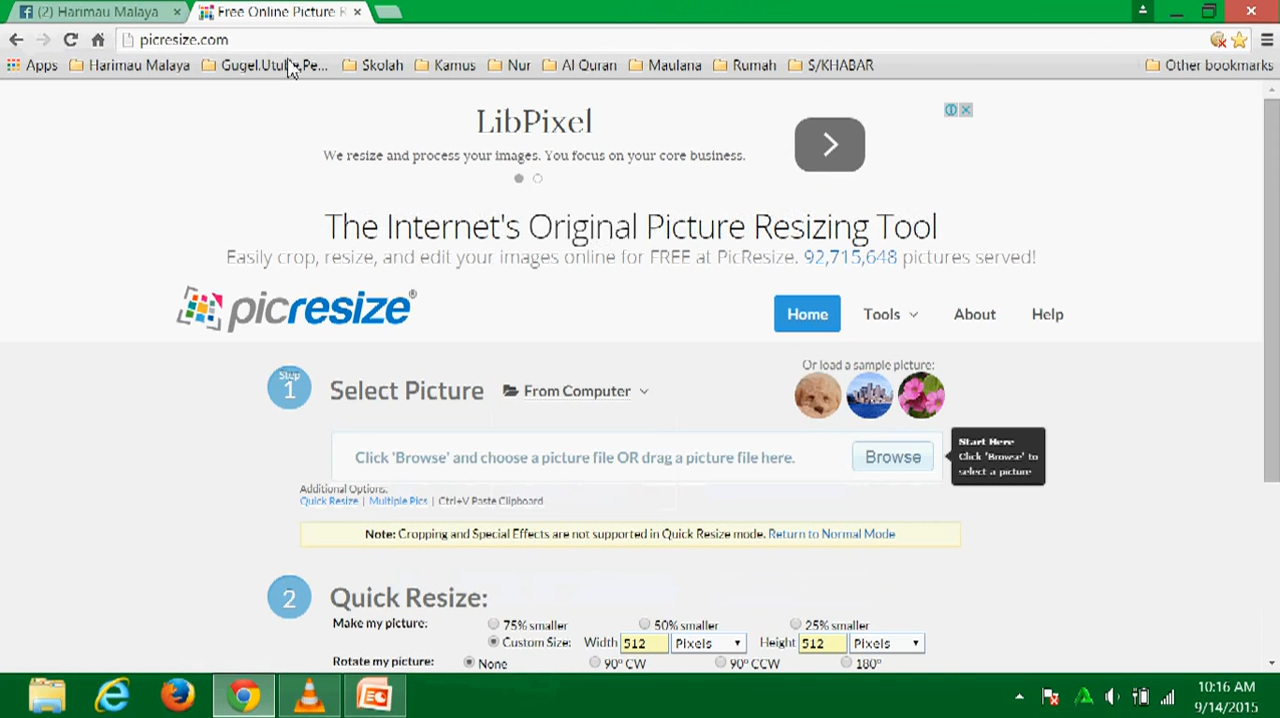 (2) Harimau Malaya
Free Online Picture R
picresize.com
Apps
Harimau Malaya
Gugel.Utube.Pe...
Skolah
Kamus
Nur
Al Quran
Maulana
Rumah
S/KHABAR
Other bookmarks
LibPixel
We resize and process your images. You focus on your core business.
The Internet's Original Picture Resizing Tool
Easily crop, resize, and edit your images online for FREE at PicResize. 92,715,648 pictures served!
picresize®
Home
Tools
About
Help
Or load a sample picture:
Step
1
Select Picture
From Computer
Click 'Browse' and choose a picture file OR drag a picture file here.
Browse
Start Here
Click 'Browse' to
select a picture
Additional Options:
Quick Resize | Multiple Pics | Ctrl+V Paste Clipboard
Note: Cropping and Special Effects are not supported in Quick Resize mode. Return to Normal Mode
2
Quick Resize:
Make my picture:
75% smaller
50% smaller
25% smaller
Custom Size:
Width 512 Pixels
Height 512 Pixels
Rotate my picture:
None
90° CW
90° CCW
180°
10:16 AM
9/14/2015